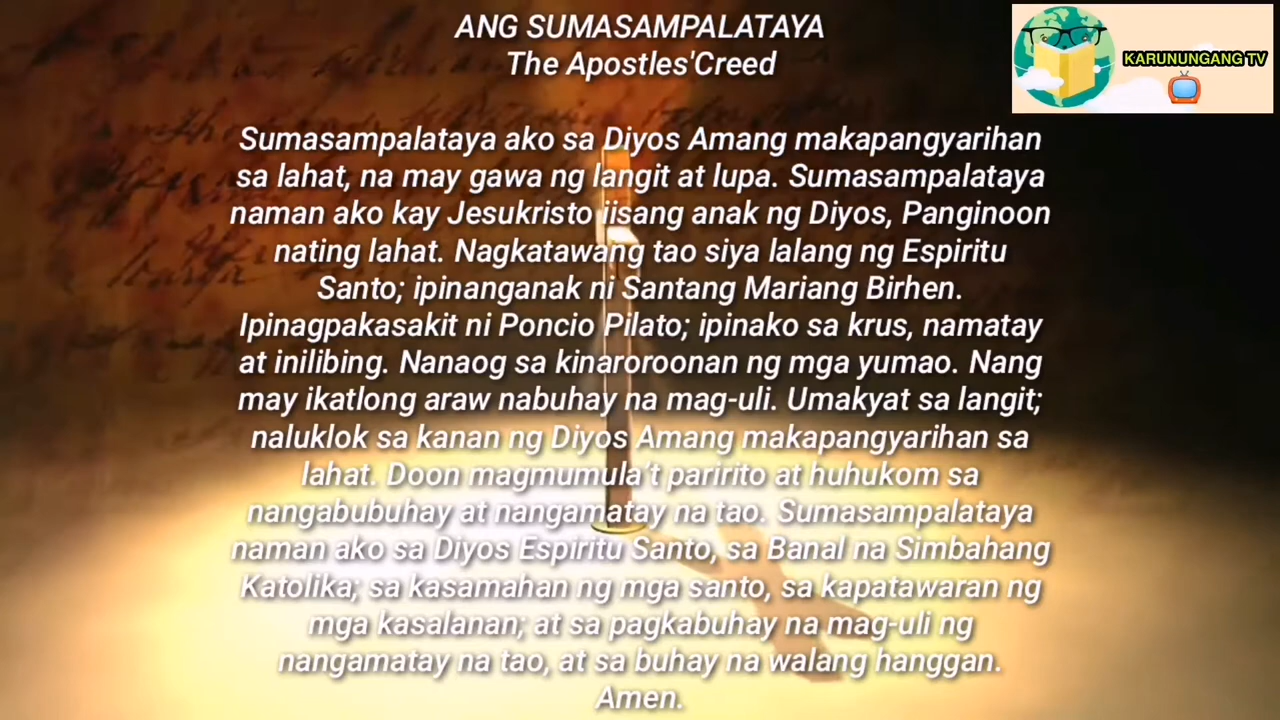 ANG SUMASAMPALATAYA
The Apostles'Creed
KARUNUNGANG TV
Sumasampalataya ako sa Diyos Amang makapangyarihan
sa lahat, na may gawa ng langit at lupa. Sumasampalataya
naman ako kay Jesukristo iisang anak ng Diyos, Panginoon
nating lahat. Nagkatawang tao siya lalang ng Espiritu
Santo; ipinanganak ni Santang Mariang Birhen.
Ipinagpakasakit ni Poncio Pilato; ipinako sa krus, namatay
at inilibing. Nanaog sa kinaroroonan ng mga yumao. Nang
may ikatlong araw nabuhay na mag-uli. Umakyat sa langit;
naluklok sa kanan ng Diyos Amang makapangyarihan sa
lahat. Doon magmumula't paririto at huhukom sa
nangabubuhay at nangamatay na tao. Sumasampalataya
naman ako sa Diyos Espiritu Santo, sa Banal na Simbahang
Katolika; sa kasamahan ng mga santo, sa kapatawaran ng
mga kasalanan; at sa pagkabuhay na mag-uli ng
nangamatay na tao, at sa buhay na walang hanggan.
Amen.